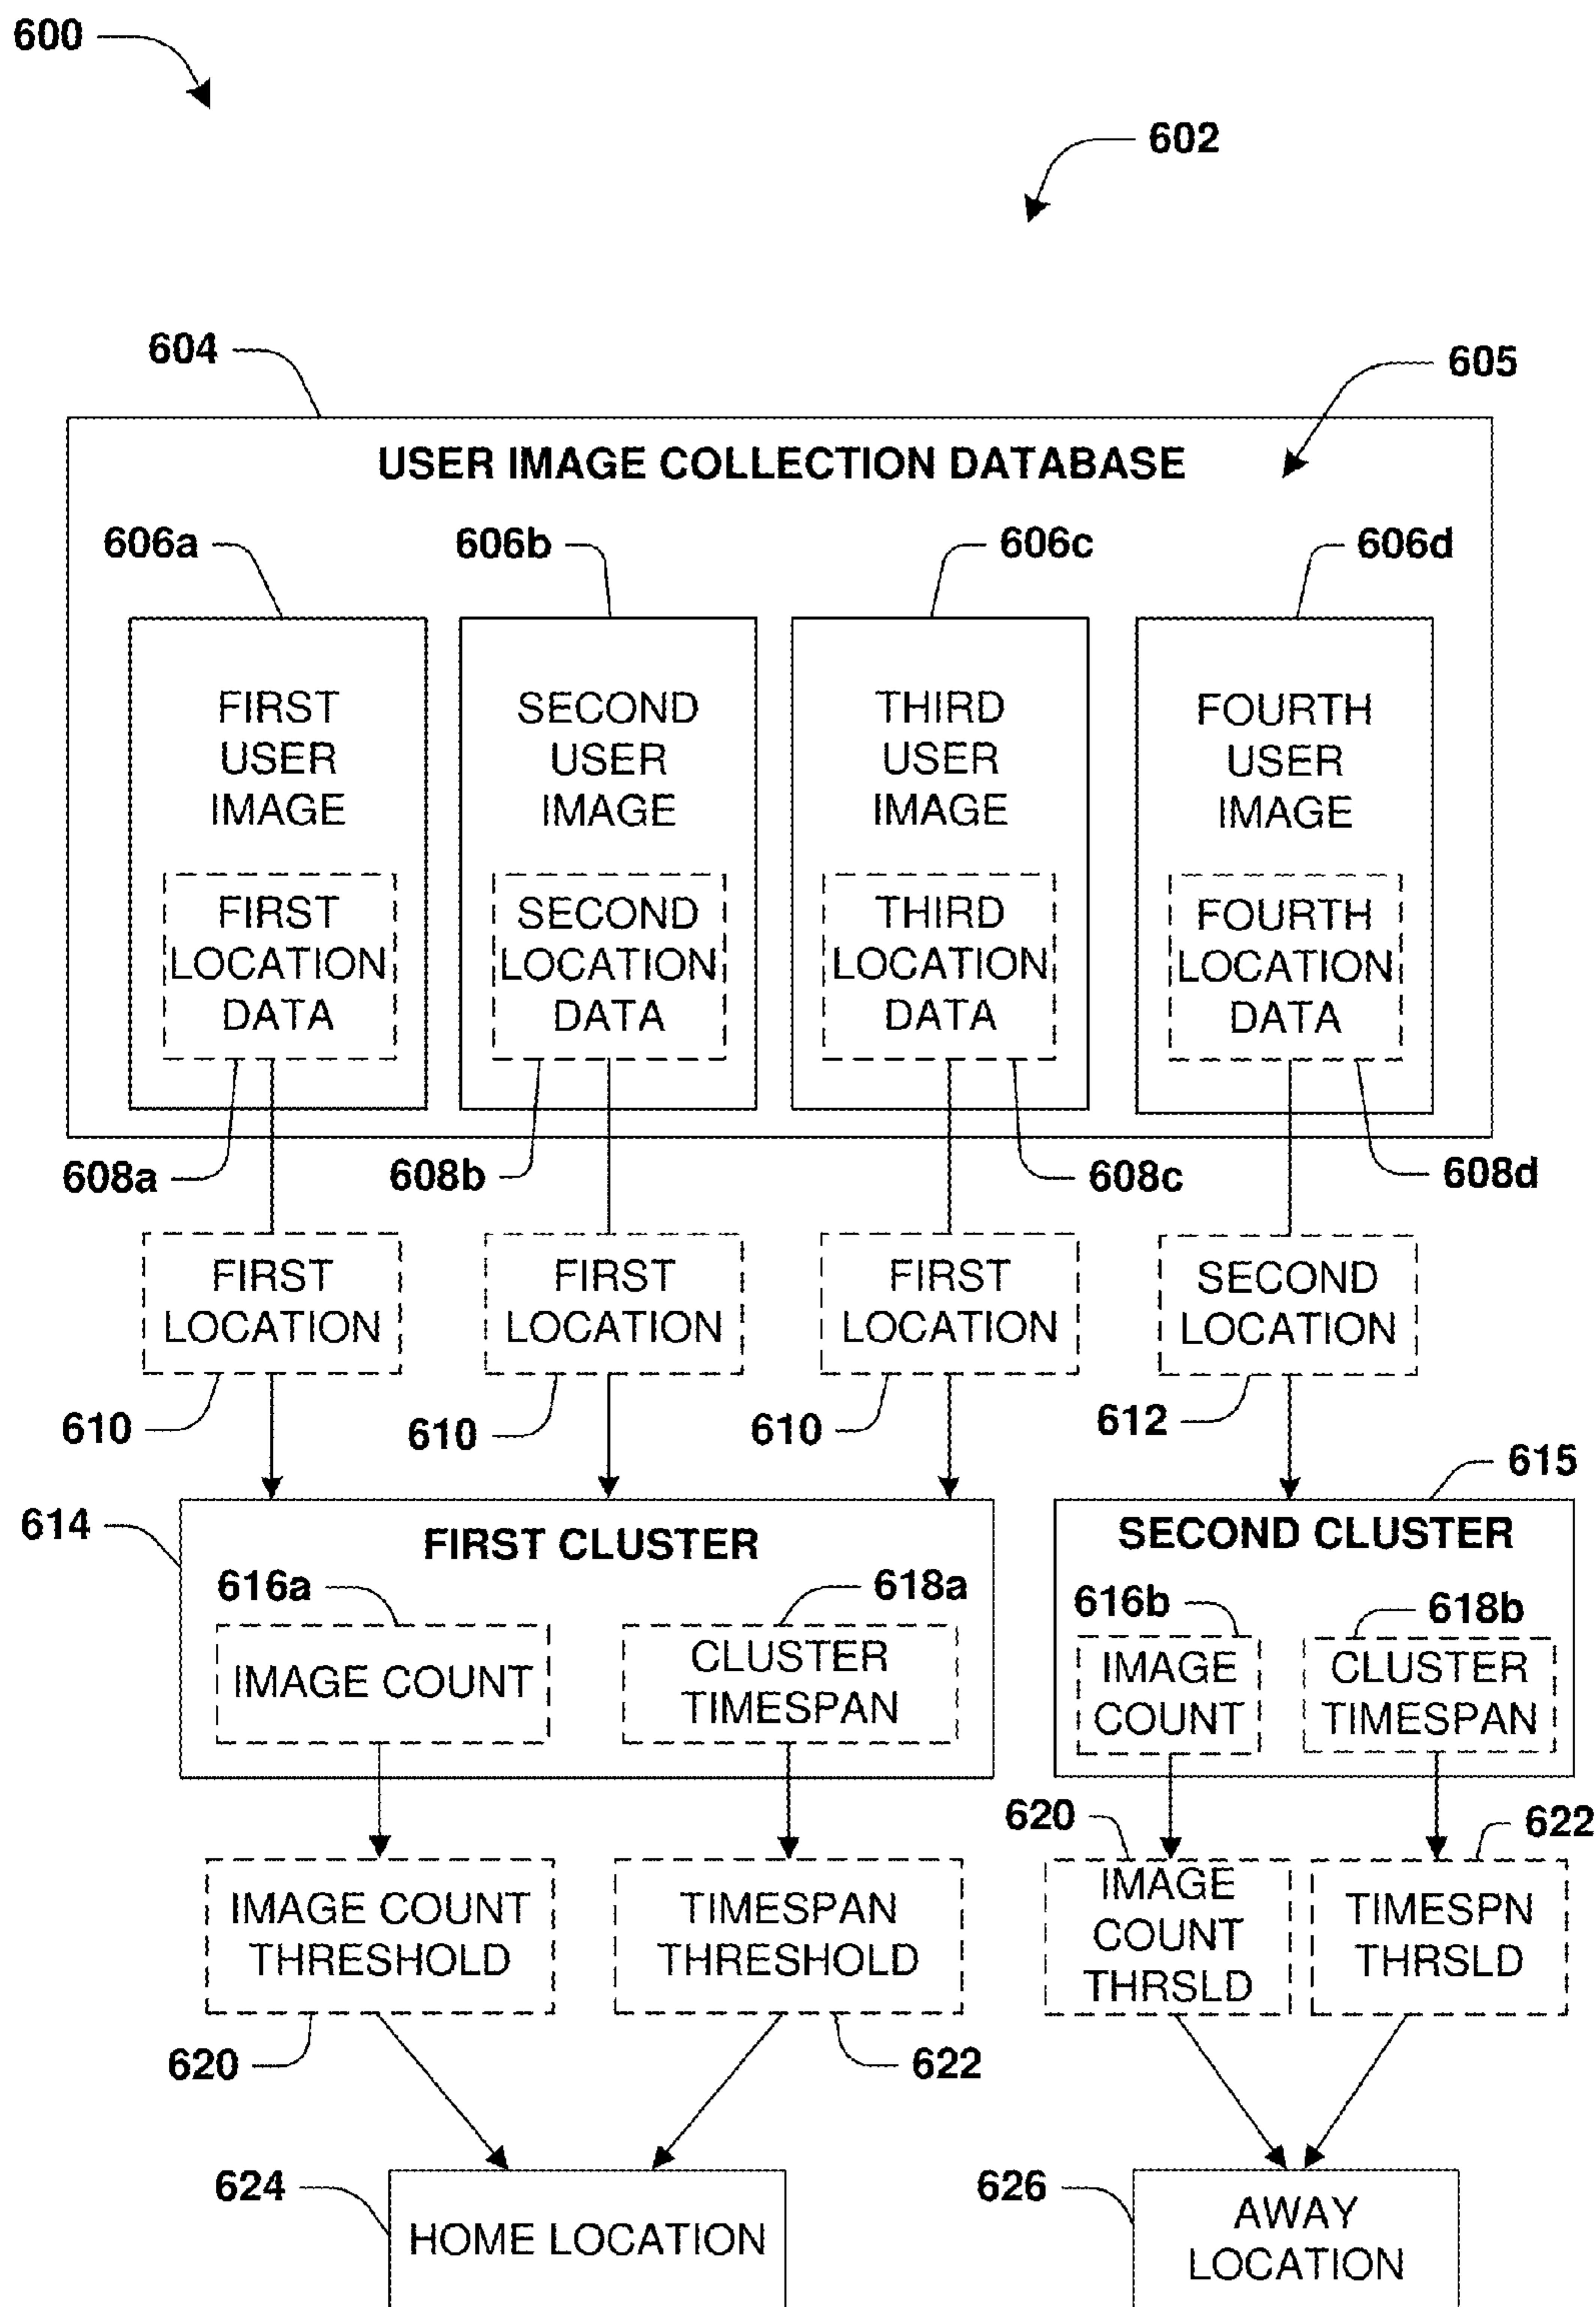 600
602
604
605
USER IMAGE COLLECTION DATABASE
606a
606b
606c
606d
FIRST
USER
IMAGE
SECOND
USER
IMAGE
THIRD
USER
IMAGE
FOURTH
USER
IMAGE
FIRST
LOCATION
DATA
SECOND
LOCATION
DATA
THIRD
LOCATION
DATA
FOURTH
LOCATION
DATA
608a
608b
608c
608d
FIRST
LOCATION
FIRST
LOCATION
FIRST
LOCATION
SECOND
LOCATION
610
610
610
612
614
615
FIRST CLUSTER
616a
618a
IMAGE COUNT
CLUSTER
TIMESPAN
SECOND CLUSTER
616b
618b
IMAGE
COUNT
CLUSTER
TIMESPAN
620
622
IMAGE COUNT
THRESHOLD
TIMESPAN
THRESHOLD
IMAGE
COUNT
THRSLD
TIMESPN
THRSLD
620
622
624
HOME LOCATION
626
AWAY
LOCATION